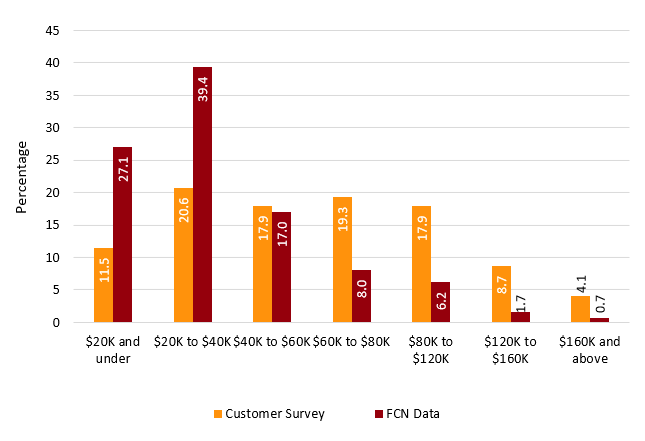 45
40
35
30
25
20
15
10
5
0
Percentage
11.5
27.1
20.6
39.4
17.9
17.0
19.3
8.0
17.9
6.2
8.7
1.7
4.1
0.7
$20K and
under
$20K to $40K
$40K to $60K
$60K to $80K
$80K to
$120K
$120K to
$160K
$160K and
above
Customer Survey
FCN Data